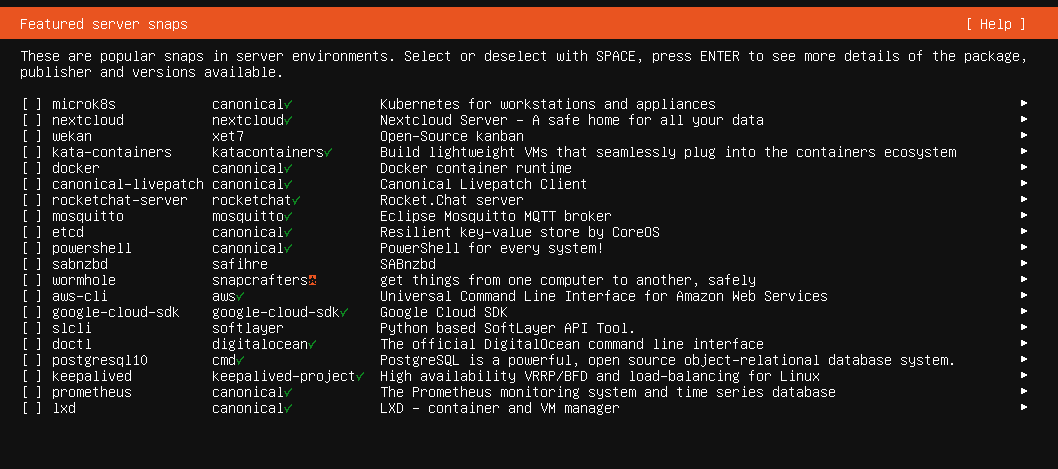 Featured server snaps [ Help ]
These are popular snaps in server environments. Select or deselect with SPACE, press ENTER to see more details of the package,
publisher and versions available.
[ ] microk8s canonical✓ Kubernetes for workstations and appliances ▸
[ ] nextcloud nextcloud✓ Nextcloud Server - A safe home for all your data ▸
[ ] wekan xet7 Open-Source kanban ▸
[ ] kata-containers katacontainers✓ Build lightweight VMs that seamlessly plug into the containers ecosystem ▸
[ ] docker canonical✓ Docker container runtime ▸
[ ] canonical-livepatch canonical✓ Canonical Livepatch Client ▸
[ ] rocketchat-server rocketchat✓ Rocket.Chat server ▸
[ ] mosquitto mosquitto✓ Eclipse Mosquitto MQTT broker ▸
[ ] etcd canonical✓ Resilient key-value store by CoreOS ▸
[ ] powershell canonical✓ PowerShell for every system! ▸
[ ] sabnzbd safihre SABnzbd ▸
[ ] wormhole snapcrafters get things from one computer to another, safely ▸
[ ] aws-cli aws✓ Universal Command Line Interface for Amazon Web Services ▸
[ ] google-cloud-sdk google-cloud-sdk✓ Google Cloud SDK ▸
[ ] slcli softlayer Python based SoftLayer API Tool. ▸
[ ] doctl digitalocean✓ The official DigitalOcean command line interface ▸
[ ] postgresql10 cmd✓ PostgreSQL is a powerful, open source object-relational database system. ▸
[ ] keepalived keepalived-project✓ High availability VRRP/BFD and load-balancing for Linux ▸
[ ] prometheus canonical✓ The Prometheus monitoring system and time series database ▸
[ ] lxd canonical✓ LXD - container and VM manager ▸